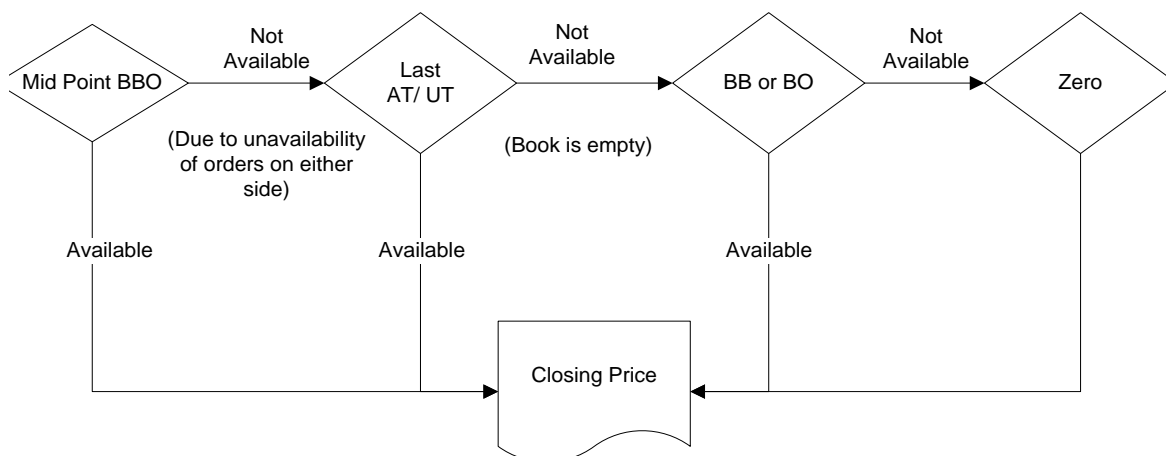 Mid Point BBO
Not
Available
(Due to unavailability
of orders on either
side)
Last
AT/ UT
Not
Available
(Book is empty)
BB or BO
Not
Available
Zero
Available
Available
Available
Closing Price